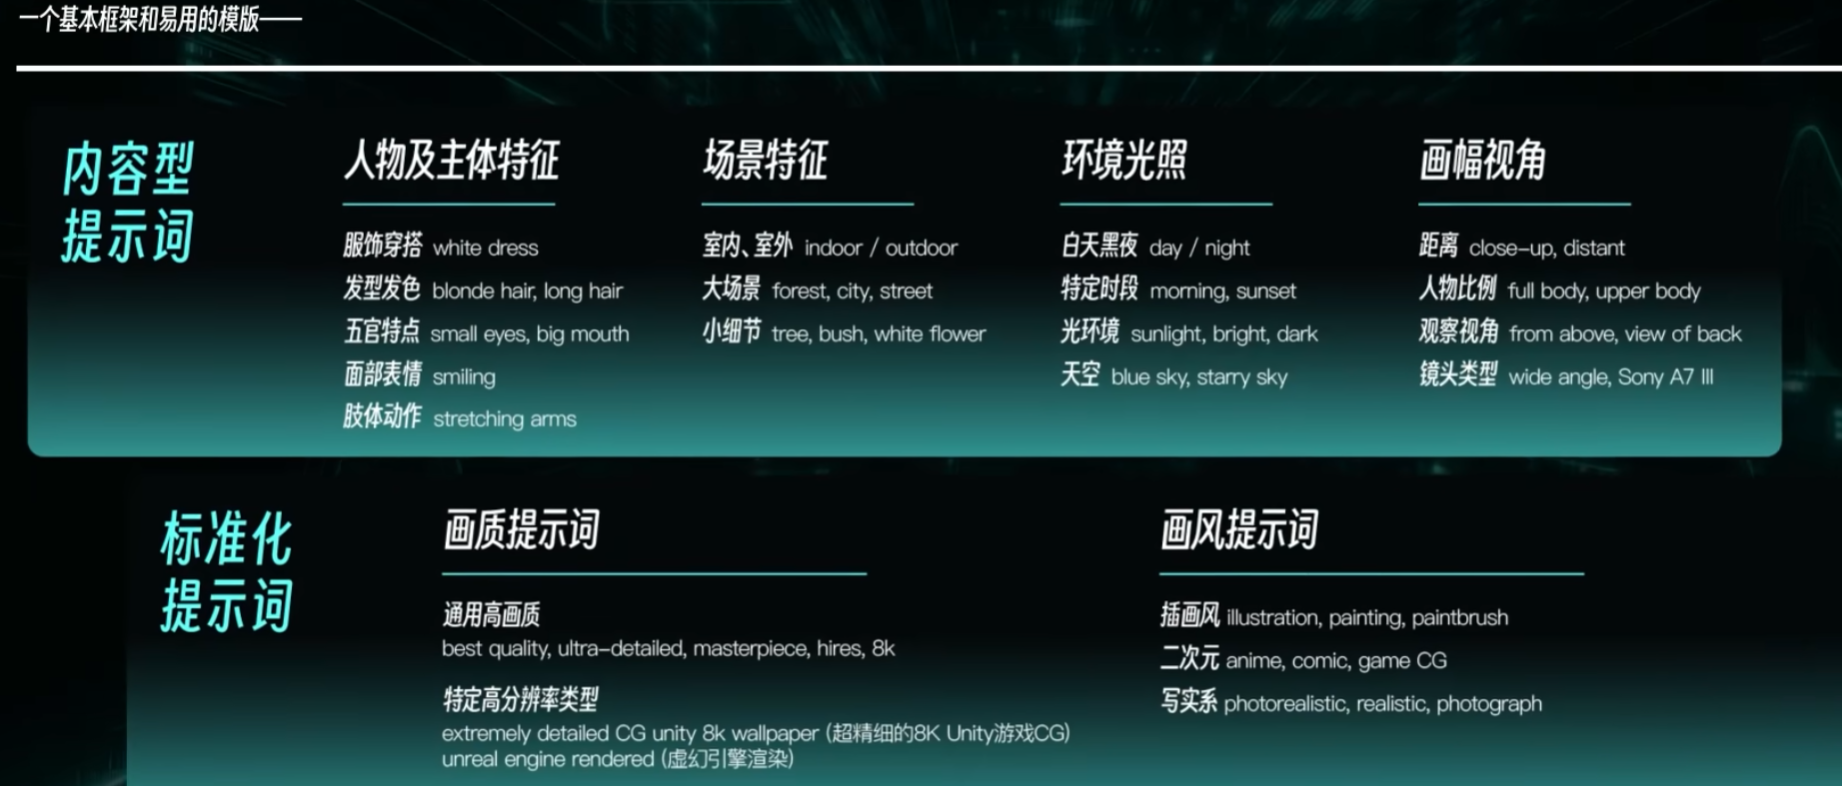 一个基本框架和易用的模版——
内容型
提示词
人物及主体特征
服饰穿搭 white dress
发型发色 blonde hair, long hair
五官特点 small eyes, big mouth
面部表情 smiling
肢体动作 stretching arms
场景特征
室内、室外 indoor / outdoor
大场景 forest, city, street
小细节 tree, bush, white flower
环境光照
白天黑夜 day / night
特定时段 morning, sunset
光环境 sunlight, bright, dark
天空 blue sky, starry sky
画幅视角
距离 close-up, distant
人物比例 full body, upper body
观察视角 from above, view of back
镜头类型 wide angle, Sony A7 III
标准化
提示词
画质提示词
通用高画质
best quality, ultra-detailed, masterpiece, hires, 8k
特定高分辨率类型
extremely detailed CG unity 8k wallpaper (超精细的8K Unity游戏CG)
unreal engine rendered (虚幻引擎渲染)
画风提示词
插画风 illustration, painting, paintbrush
二次元 anime, comic, game CG
写实系 photorealistic, realistic, photograph